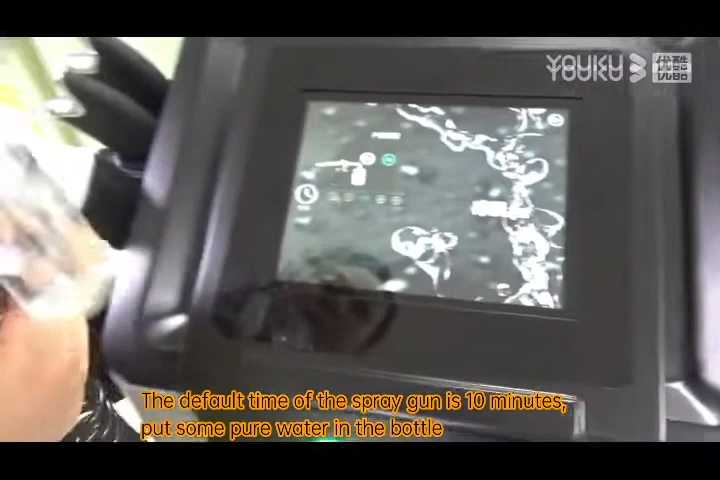 YOUKU 优酷
The default time of the spray gun is 10 minutes,
put some pure water in the bottle